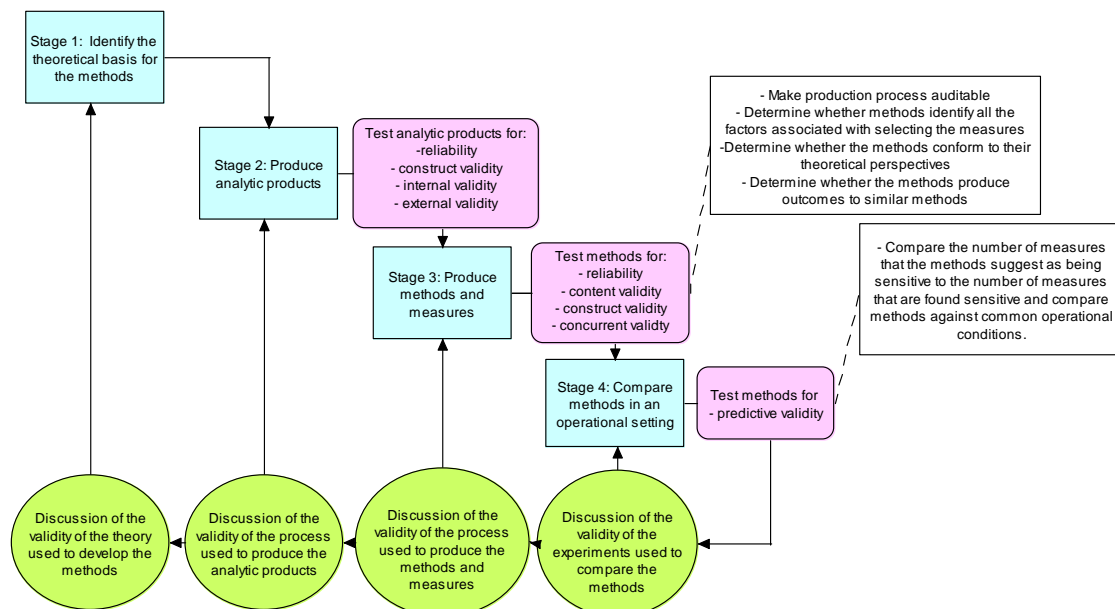 Stage 1:  Identify the
theoretical basis for
the methods
Stage 2: Produce
analytic products
Test analytic products for:
-reliability
- construct validity
- internal validity
- external validity
- Make production process auditable
- Determine whether methods identify all the
factors associated with selecting the measures
-Determine whether the methods conform to their
theoretical perspectives
- Determine whether the methods produce
outcomes to similar methods
Stage 3: Produce
methods and
measures
Test methods for:
- reliability
- content validity
- construct validity
- concurrent validty
- Compare the number of measures
that the methods suggest as being
sensitive to the number of measures
that are found sensitive and compare
methods against common operational
conditions.
Stage 4: Compare
methods in an
operational setting
Test methods for
- predictive validity
Discussion of the
validity of the theory
used to develop the
methods
Discussion of the
validity of the process
used to produce the
analytic products
Discussion of the
validity of the process
used to produce the
methods and
measures
Discussion of the
validity of the
experiments used to
compare the
methods